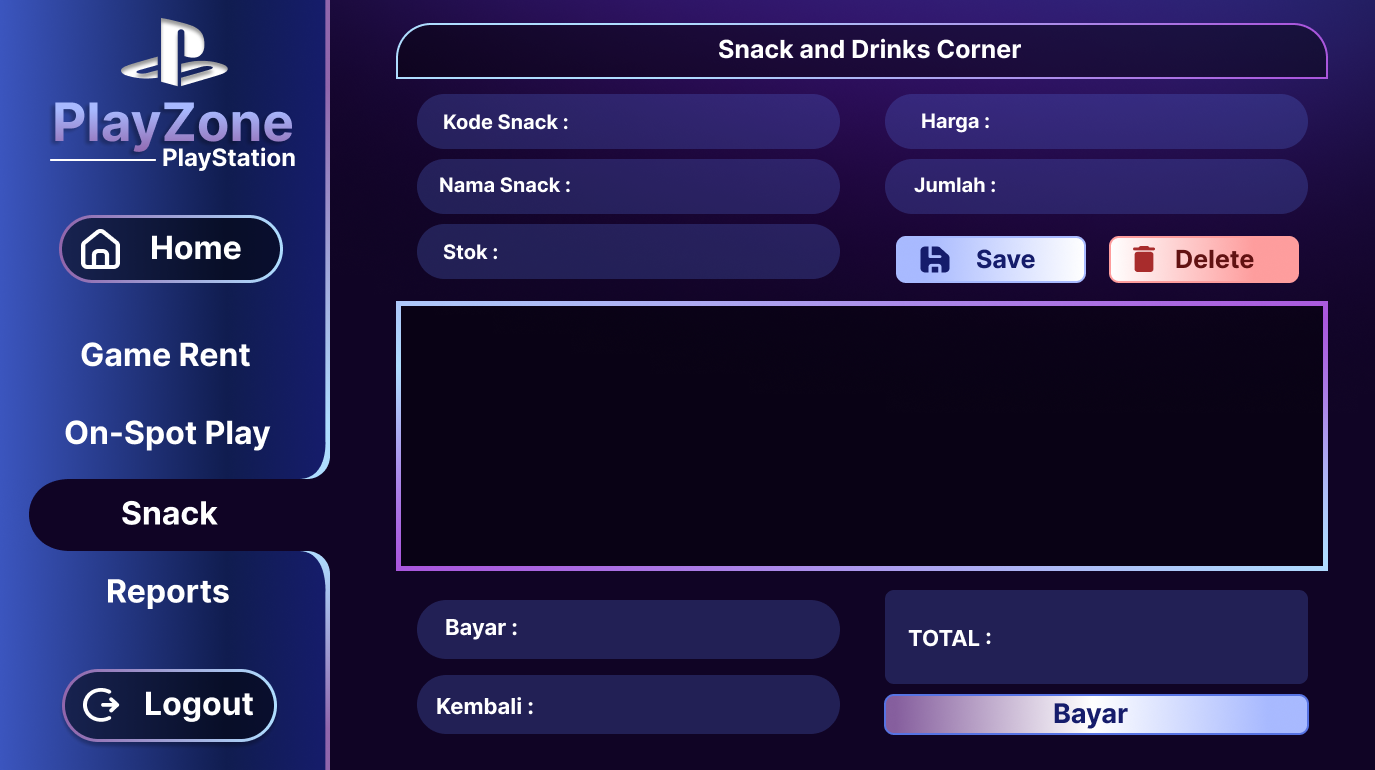 PlayZone
PlayStation
Home
Game Rent
On-Spot Play
Snack
Reports
Logout
Snack and Drinks Corner
Kode Snack :
Harga :
Nama Snack :
Jumlah :
Stok :
Save
Delete
Bayar :
TOTAL :
Kembali :
Bayar